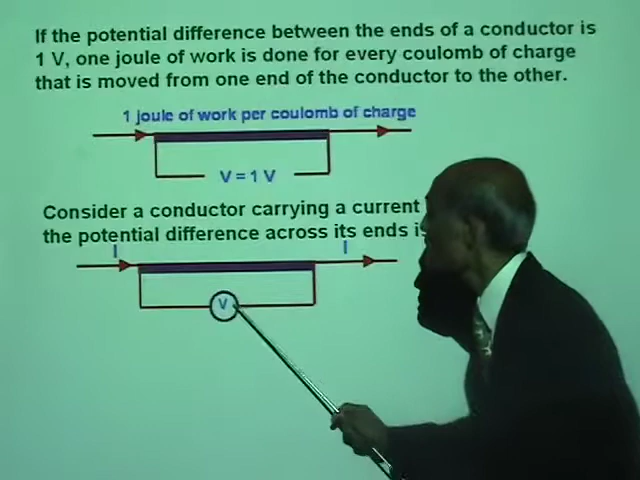 If the potential difference between the ends of a conductor is
1 V, one joule of work is done for every coulomb of charge
that is moved from one end of the conductor to the other.
1 joule of work per coulomb of charge
V = 1 V
Consider a conductor carrying a current
the potential difference across its ends
I I
V